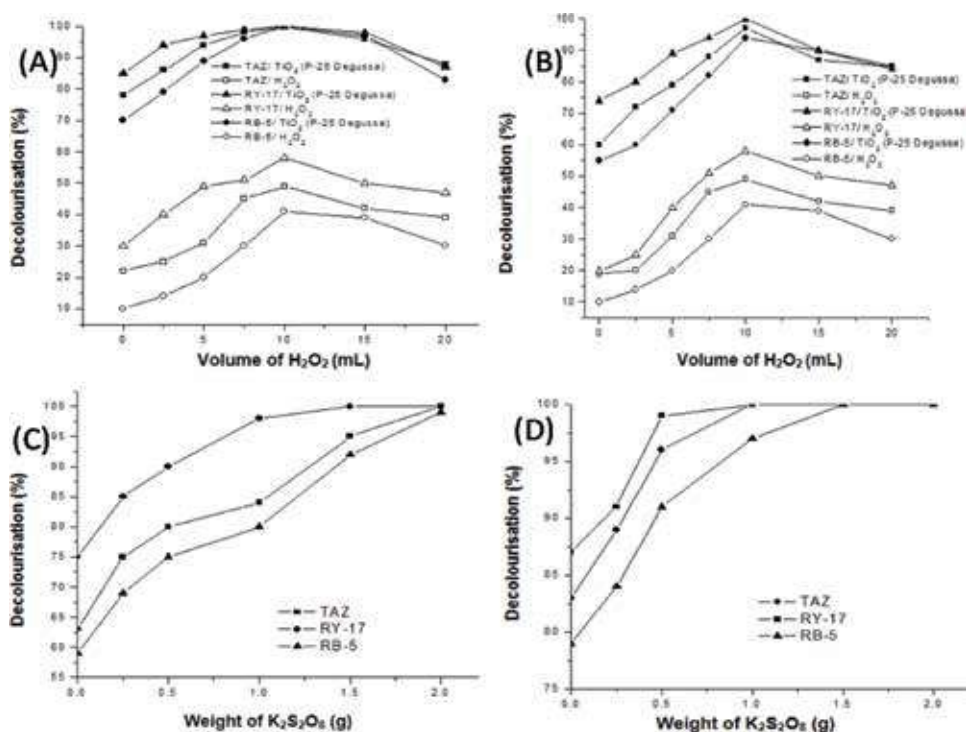 (A)
100
90
80
70
60
50
40
30
20
10
Decolourisation (%)
TAZ/ TiO2 (P-25 Degussa)
TAZ/ H2O2
RY-17/TiO2 (P-25 Degussa)
RY-17/H2O2
RB-5/ TiO2 (P-25 Degussa)
RB-5/ H2O2
0 5 10 15 20
Volume of H2O2 (mL)
(B)
100
90
80
70
60
50
40
30
20
10
Decolourisation (%)
TAZ/ TiO2 (P-25 Degussa)
TAZ/H2O2
RY-17/TiO2 (P-25 Degussa)
RY-17/H2O2
RB-5/ TiO2 (P-25 Degussa)
RB-5/ H2O2
0 5 10 15 20
Volume of H2O2 (mL)
(C)
100
95
90
85
80
75
70
65
60
55
Decolourisation (%)
TAZ
RY-17
RB-5
0.0 0.5 1.0 1.5 2.0
Weight of K2S2O8 (g)
(D)
100
95
90
85
80
75
Decolourisation (%)
TAZ
RY-17
RB-5
0.0 0.5 1.0 1.5 2.0
Weight of K2S2O8 (g)